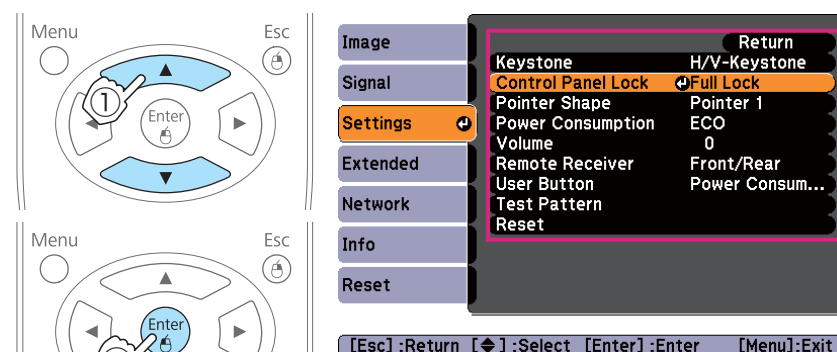 Menu
Esc
1
Enter
Menu
Esc
Enter
Image
Signal
Settings
Extended
Network
Info
Reset
Return
Keystone H/V-Keystone
Control Panel Lock Full Lock
Pointer Shape Pointer 1
Power Consumption ECO
Volume 0
Remote Receiver Front/Rear
User Button Power Consum...
Test Pattern
Reset
[Esc] :Return [◆] :Select [Enter] :Enter [Menu]:Exit